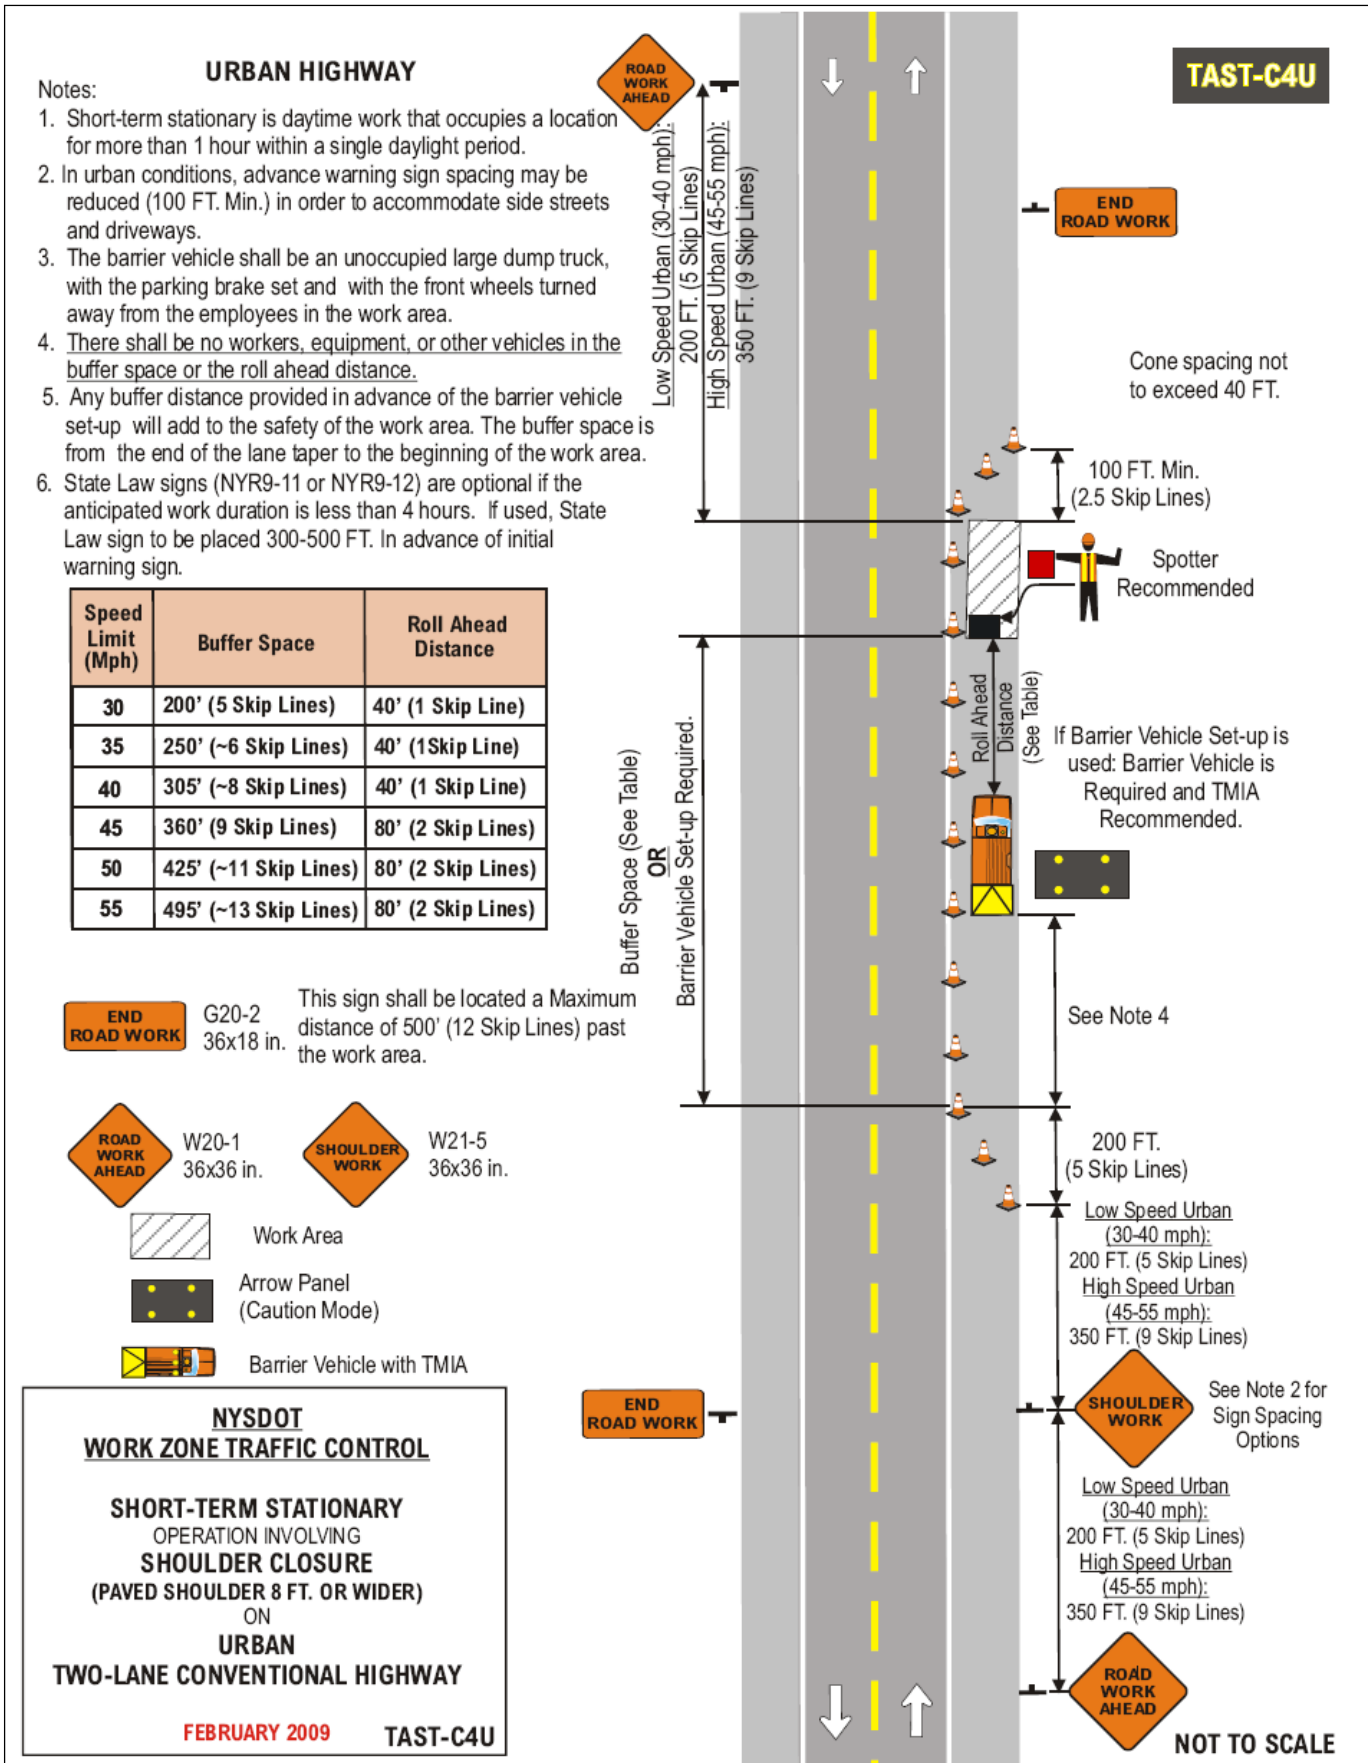 URBAN HIGHWAY
TAST-C4U
Notes:
1. Short-term stationary is daytime work that occupies a location
for more than 1 hour within a single daylight period.
2. In urban conditions, advance warning sign spacing may be
reduced (100 FT. Min.) in order to accommodate side streets
and driveways.
3. The barrier vehicle shall be an unoccupied large dump truck,
with the parking brake set and with the front wheels turned
away from the employees in the work area.
4. There shall be no workers, equipment, or other vehicles in the
buffer space or the roll ahead distance.
5. Any buffer distance provided in advance of the barrier vehicle
set-up will add to the safety of the work area. The buffer space is
from the end of the lane taper to the beginning of the work area.
6. State Law signs (NYR9-11 or NYR9-12) are optional if the
anticipated work duration is less than 4 hours. If used, State
Law sign to be placed 300-500 FT. In advance of initial
warning sign.
Speed
Limit
(Mph)
Buffer Space
Roll Ahead
Distance
30 200’ (5 Skip Lines) 40’ (1 Skip Line)
35 250’ (~6 Skip Lines) 40’ (1Skip Line)
40 305’ (~8 Skip Lines) 40’ (1 Skip Line)
45 360’ (9 Skip Lines) 80’ (2 Skip Lines)
50 425’ (~11 Skip Lines) 80’ (2 Skip Lines)
55 495’ (~13 Skip Lines) 80’ (2 Skip Lines)
END
ROAD WORK
G20-2
36x18 in.
This sign shall be located a Maximum
distance of 500’ (12 Skip Lines) past
the work area.
ROAD
WORK
AHEAD
W20-1
36x36 in.
SHOULDER
WORK
W21-5
36x36 in.
Work Area
Arrow Panel
(Caution Mode)
Barrier Vehicle with TMIA
NYSDOT
WORK ZONE TRAFFIC CONTROL
SHORT-TERM STATIONARY
OPERATION INVOLVING
SHOULDER CLOSURE
(PAVED SHOULDER 8 FT. OR WIDER)
ON
URBAN
TWO-LANE CONVENTIONAL HIGHWAY
FEBRUARY 2009 TAST-C4U
ROAD
WORK
AHEAD
Low Speed Urban (30-40 mph):
200 FT. (5 Skip Lines)
High Speed Urban (45-55 mph):
350 FT. (9 Skip Lines)
END
ROAD WORK
Cone spacing not
to exceed 40 FT.
100 FT. Min.
(2.5 Skip Lines)
Spotter
Recommended
Roll Ahead
Distance
(See Table)
If Barrier Vehicle Set-up is
used: Barrier Vehicle is
Required and TMIA
Recommended.
Buffer Space (See Table)
OR
Barrier Vehicle Set-up Required.
See Note 4
200 FT.
(5 Skip Lines)
Low Speed Urban
(30-40 mph):
200 FT. (5 Skip Lines)
High Speed Urban
(45-55 mph):
350 FT. (9 Skip Lines)
END
ROAD WORK
SHOULDER
WORK
See Note 2 for
Sign Spacing
Options
Low Speed Urban
(30-40 mph):
200 FT. (5 Skip Lines)
High Speed Urban
(45-55 mph):
350 FT. (9 Skip Lines)
ROAD
WORK
AHEAD
NOT TO SCALE